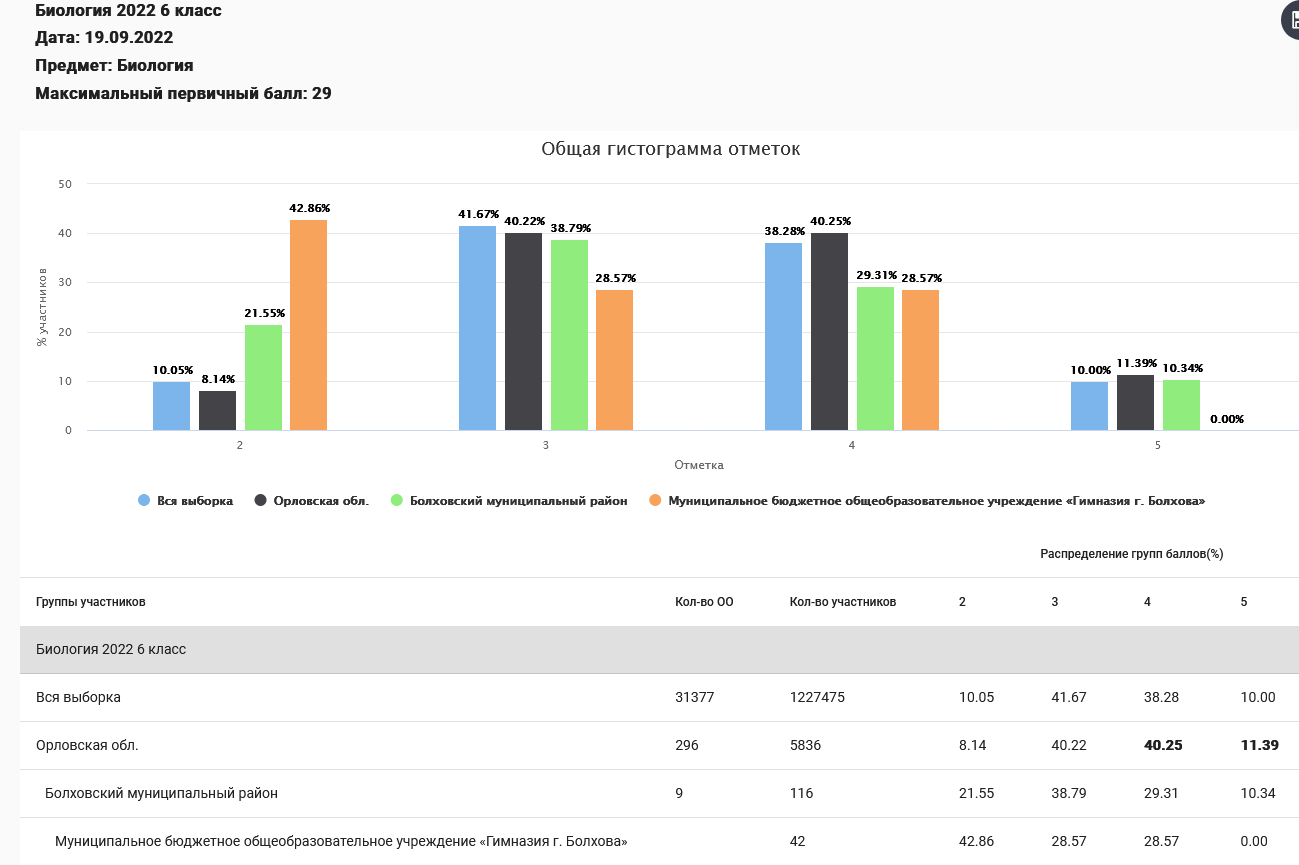 Биология 2022 6 класс
Дата: 19.09.2022
Предмет: Биология
Максимальный первичный балл: 29
Общая гистограмма отметок
% участников
50
40
30
20
10
0
10.05% 8.14% 21.55% 42.86%
41.67% 40.22% 38.79% 28.57%
38.28% 40.25% 29.31% 28.57%
10.00% 11.39% 10.34% 0.00%
2 3 4 5
Отметка
Вся выборка Орловская обл. Болховский муниципальный район Муниципальное бюджетное общеобразовательное учреждение «Гимназия г. Болхова»
Распределение групп баллов(%)
Группы участников Кол-во ОО Кол-во участников 2 3 4 5
Биология 2022 6 класс
Вся выборка 31377 1227475 10.05 41.67 38.28 10.00
Орловская обл. 296 5836 8.14 40.22 40.25 11.39
Болховский муниципальный район 9 116 21.55 38.79 29.31 10.34
Муниципальное бюджетное общеобразовательное учреждение «Гимназия г. Болхова» 42 42.86 28.57 28.57 0.00